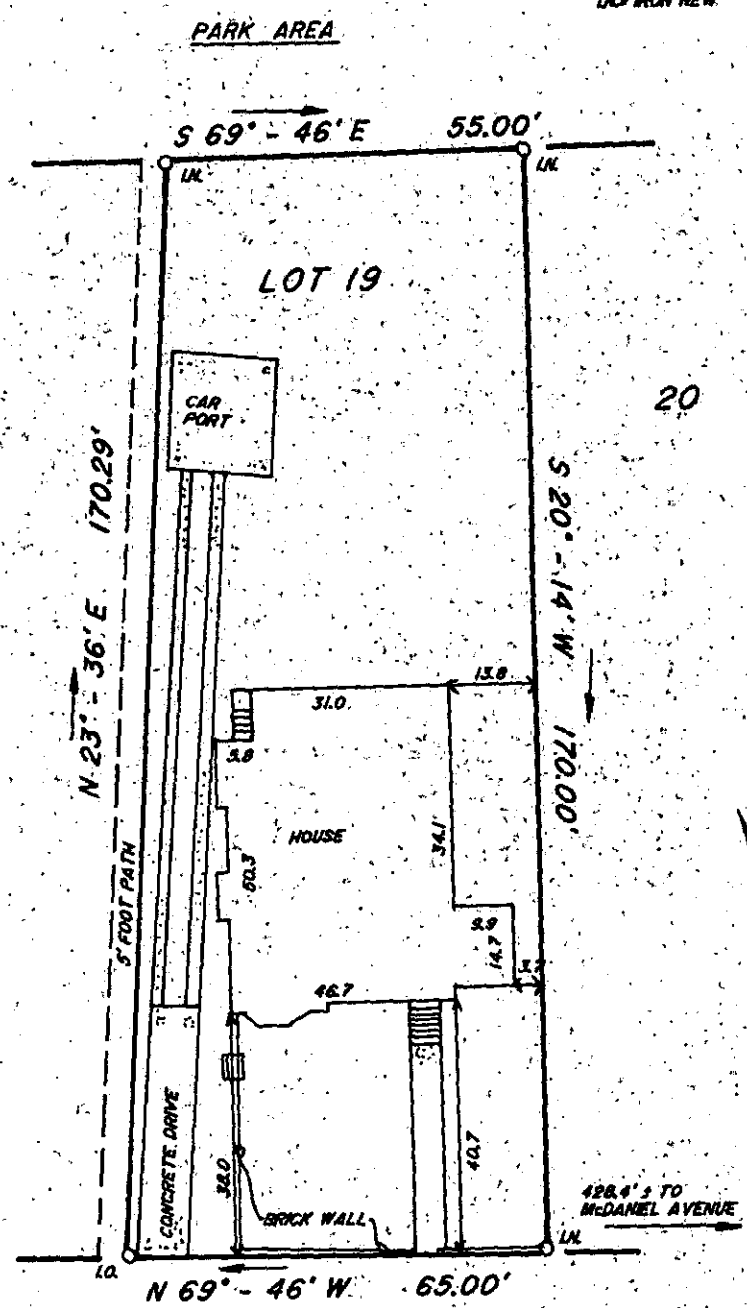 PARK AREA
S 69° - 46' E 55.00'
I.N.
I.N.
LOT 19
CAR
PORT
20
N 23° - 36' E 170.29'
S 20° - 14' W 170.00'
13.8
31.0
5.8
HOUSE
34.1
50.3
5' FOOT PATH
9.9
14.7
46.7
CONCRETE DRIVE
38.0
40.7
BRICK WALL
428.4' ± TO
McDANIEL AVENUE
I.N.
I.O.
N 69° - 46' W 65.00'